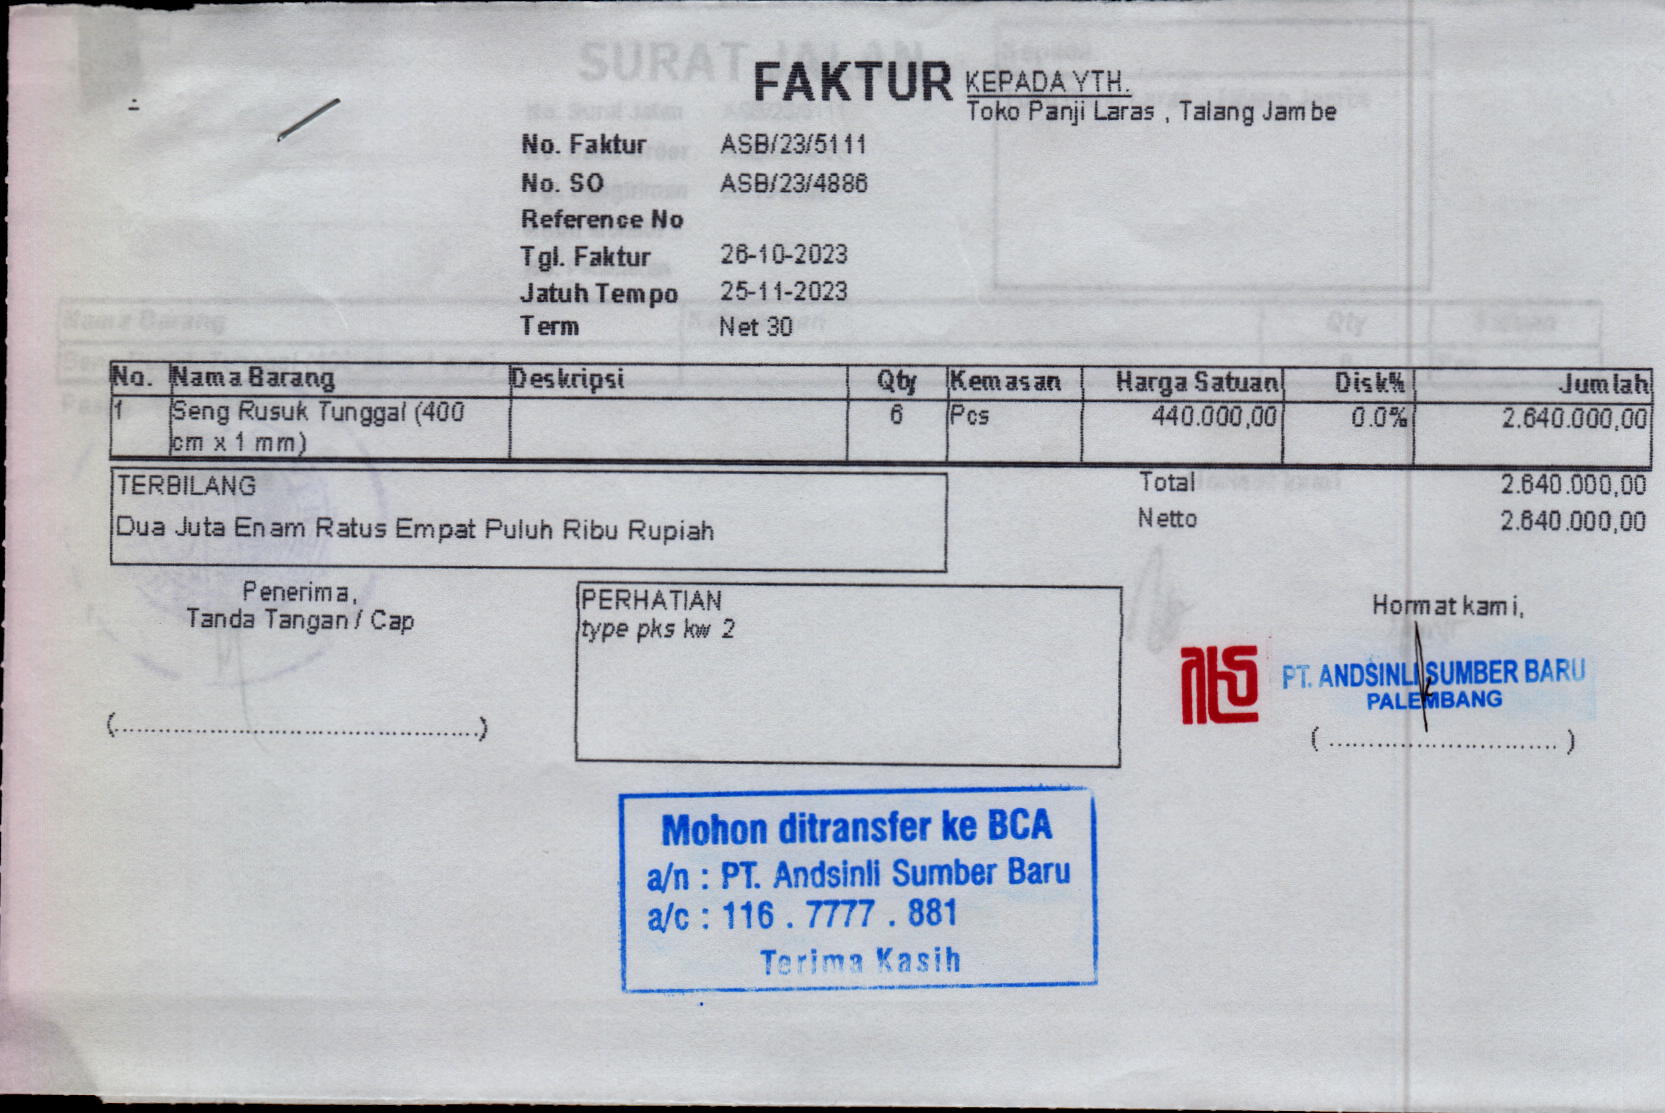 FAKTUR
KEPADA YTH.
Toko Panji Laras , Talang Jambe
No. Faktur ASB/23/5111
No. SO ASB/23/4886
Reference No
Tgl. Faktur 26-10-2023
Jatuh Tempo 25-11-2023
Term Net 30
No. Nama Barang Deskripsi Qty Kemasan Harga Satuan Disk% Jumlah
1 Seng Rusuk Tunggal (400 6 Pcs 440.000,00 0.0% 2.640.000,00
cm x 1 mm)
TERBILANG
Dua Juta Enam Ratus Empat Puluh Ribu Rupiah
Total 2.640.000,00
Netto 2.640.000,00
Penerima,
Tanda Tangan / Cap
(................................................)
PERHATIAN
type pks kw 2
Hormat kami,
PT. ANDSINLI SUMBER BARU
PALEMBANG
( ............................ )
Mohon ditransfer ke BCA
a/n : PT. Andsinli Sumber Baru
a/c : 116 . 7777 . 881
Terima Kasih
SURAT JALAN
Nama Barang
Qty